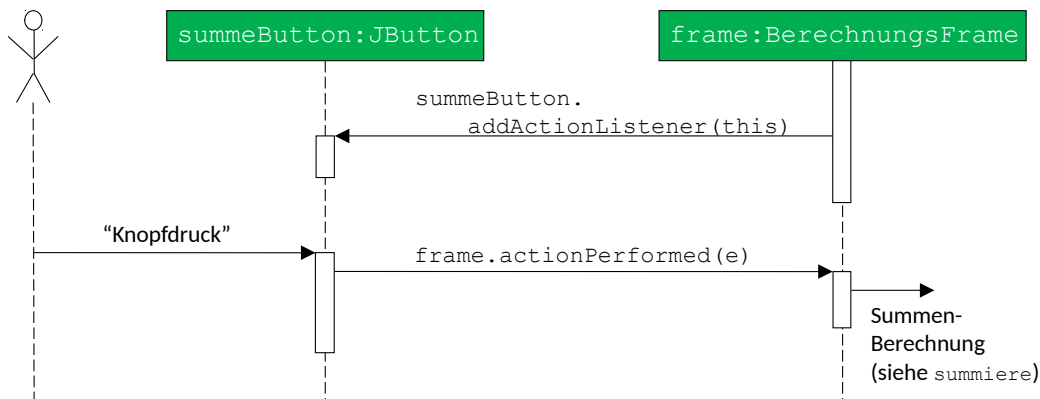 summeButton:JButton
frame:BerechnungsFrame
summeButton.
addActionListener(this)
“Knopfdruck”
frame.actionPerformed(e)
Summen-
Berechnung
(siehe summiere)